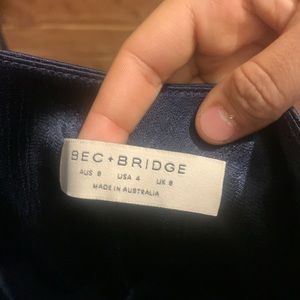 BEC + BRIDGE
AUS 8 USA 4 UK 8
MADE IN AUSTRALIA